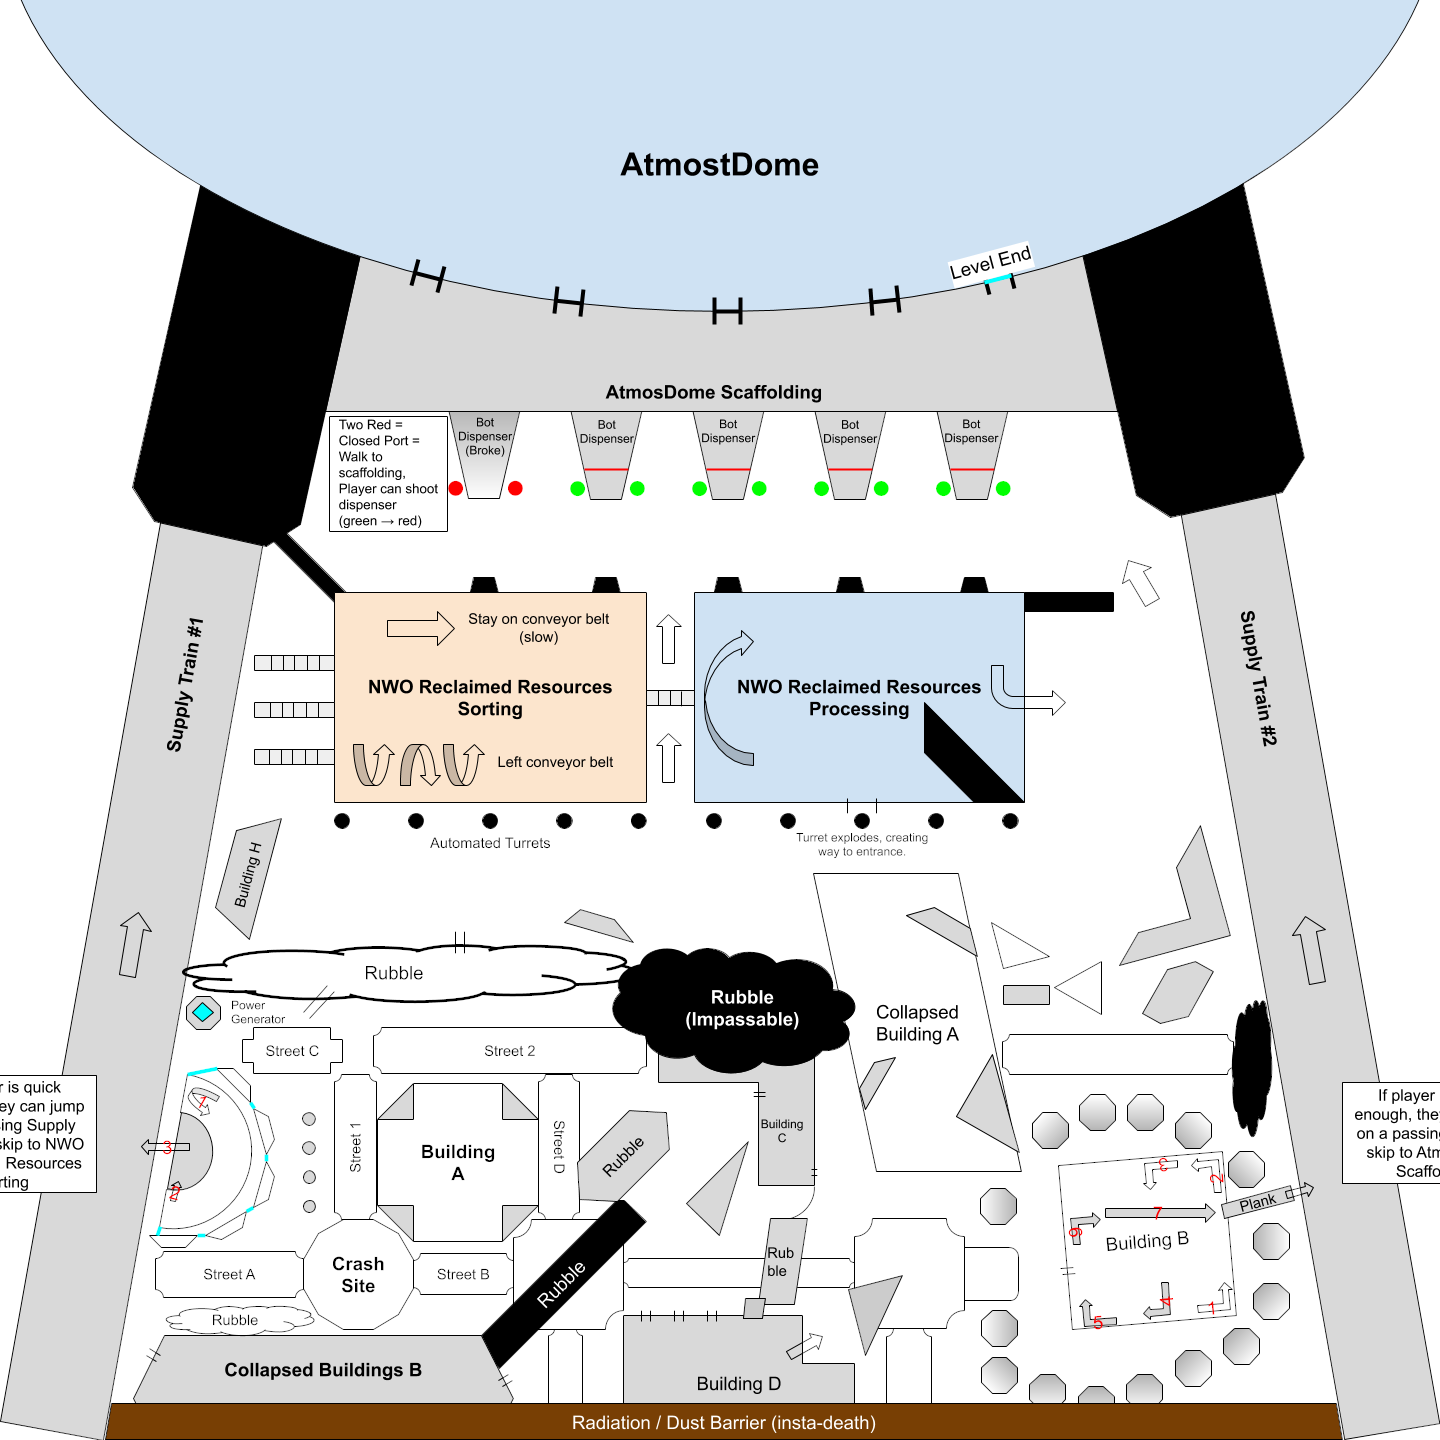 AtmostDome
Level End
AtmosDome Scaffolding
Two Red =
Closed Port =
Walk to
scaffolding,
Player can shoot
dispenser
(green → red)
Bot
Dispenser
(Broke)
Bot
Dispenser
Bot
Dispenser
Bot
Dispenser
Bot
Dispenser
Supply Train #1
Stay on conveyor belt
(slow)
NWO Reclaimed Resources
Sorting
Left conveyor belt
NWO Reclaimed Resources
Processing
Supply Train #2
Automated Turrets
Turret explodes, creating
way to entrance.
Building H
Rubble
Rubble
(Impassable)
Collapsed
Building A
Power
Generator
Street C
Street 2
r is quick
ey can jump
ing Supply
skip to NWO
Resources
rting
1
3
2
Street 1
Building
A
Street D
Rubble
Building
C
If player
enough, the
on a passing
skip to Atm
Scaffo
3
2
Plank
7
6
Building B
4
1
5
Street A
Crash
Site
Street B
Rubble
Rub
ble
Rubble
Collapsed Buildings B
Building D
Radiation / Dust Barrier (insta-death)